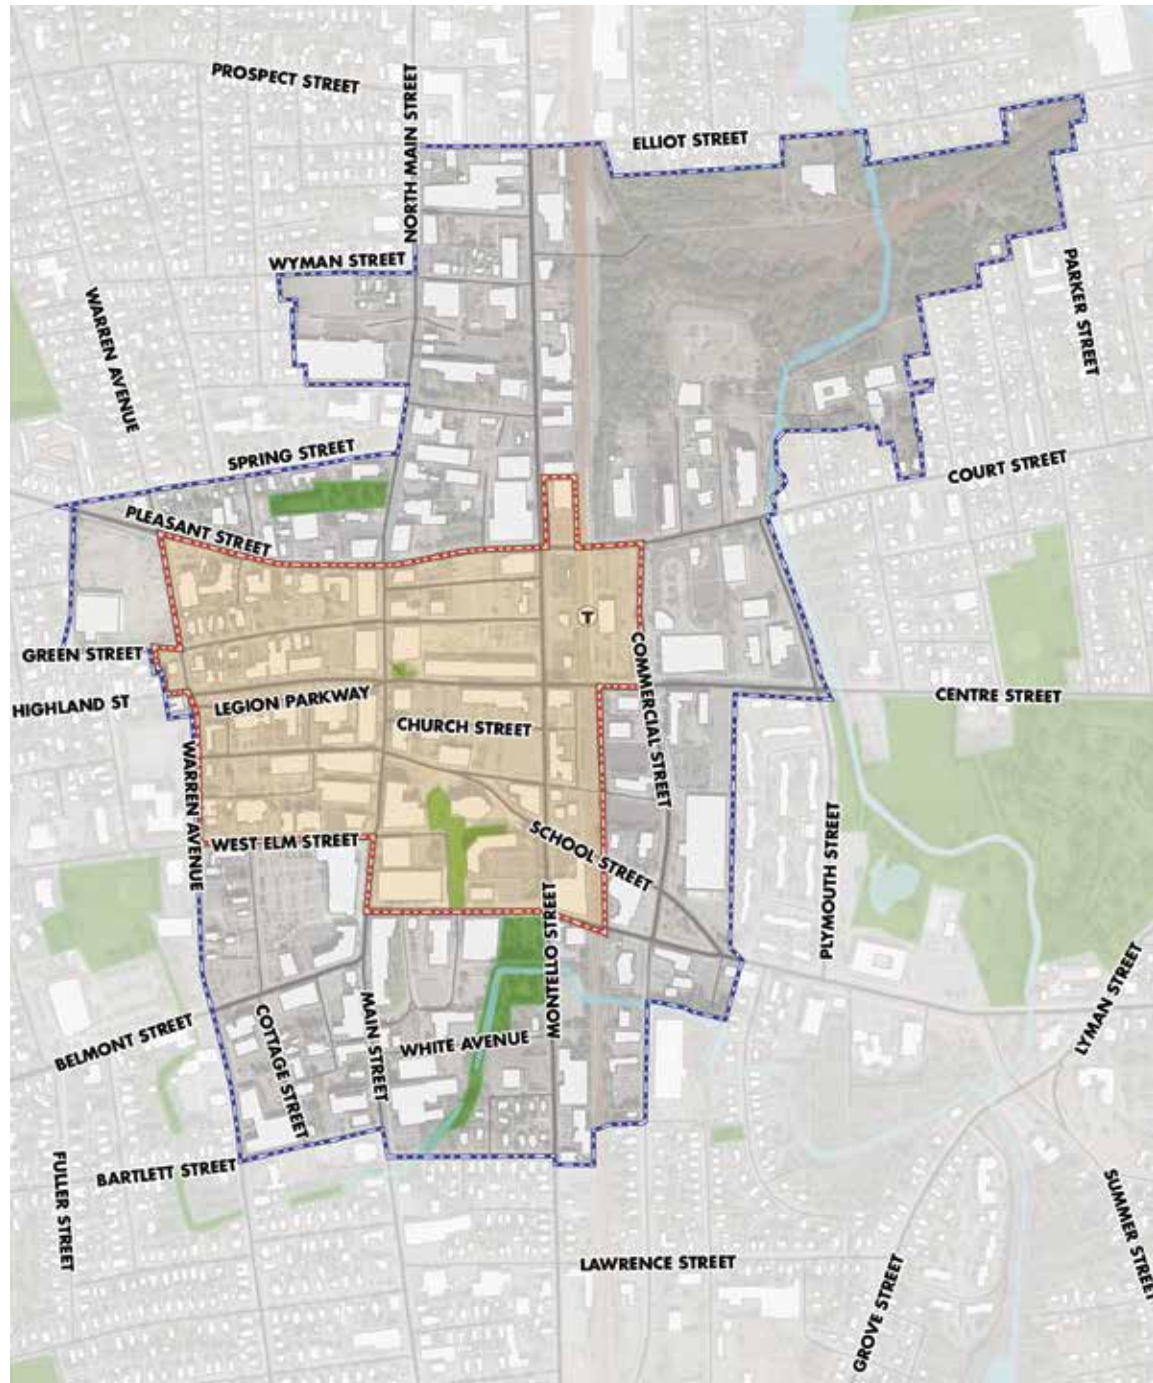 PROSPECT STREET
NORTH MAIN STREET
ELLIOT STREET
WYMAN STREET
WARREN AVENUE
PARKER STREET
SPRING STREET
COURT STREET
PLEASANT STREET
T
GREEN STREET
HIGHLAND ST
LEGION PARKWAY
CHURCH STREET
COMMERCIAL STREET
CENTRE STREET
WARREN AVENUE
WEST ELM STREET
SCHOOL STREET
PLYMOUTH STREET
MONTELLO STREET
BELMONT STREET
COTTAGE STREET
MAIN STREET
WHITE AVENUE
LYMAN STREET
BARTLETT STREET
FULLER STREET
SUMMER STREET
LAWRENCE STREET
GROVE STREET